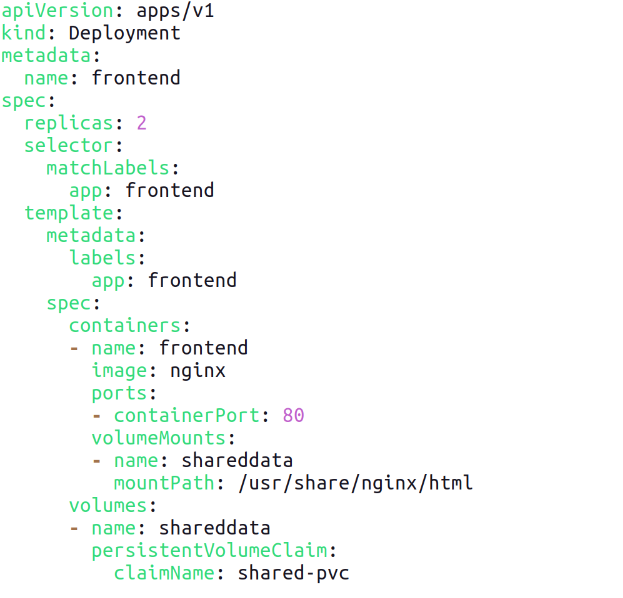 apiVersion: apps/v1
kind: Deployment
metadata:
  name: frontend
spec:
  replicas: 2
  selector:
    matchLabels:
      app: frontend
  template:
    metadata:
      labels:
        app: frontend
    spec:
      containers:
      - name: frontend
        image: nginx
        ports:
        - containerPort: 80
        volumeMounts:
        - name: shareddata
          mountPath: /usr/share/nginx/html
      volumes:
      - name: shareddata
        persistentVolumeClaim:
          claimName: shared-pvc